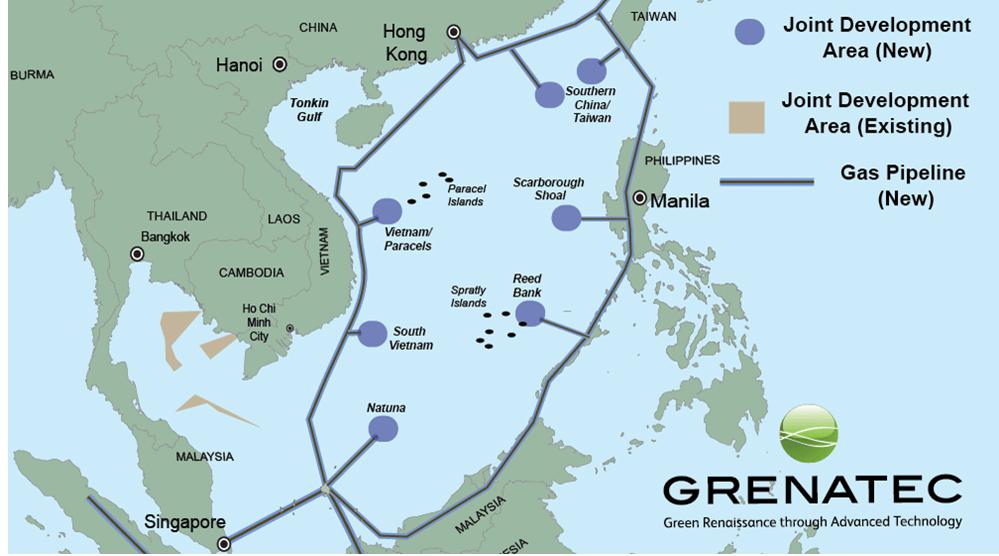 CHINA
TAIWAN
Hong
Kong
Hanoi
BURMA
Tonkin
Gulf
Southern
China/
Taiwan
PHILIPPINES
Manila
Scarborough
Shoal
Paracel
Islands
Vietnam/
Paracels
THAILAND
LAOS
Bangkok
VIETNAM
CAMBODIA
Ho Chi
Minh
City
Spratly
Islands
Reed
Bank
South
Vietnam
Natuna
MALAYSIA
Singapore
MALAYSIA
ESIA
Joint Development
Area (New)
Joint Development
Area (Existing)
Gas Pipeline
(New)
GRENATEC
Green Renaissance through Advanced Technology